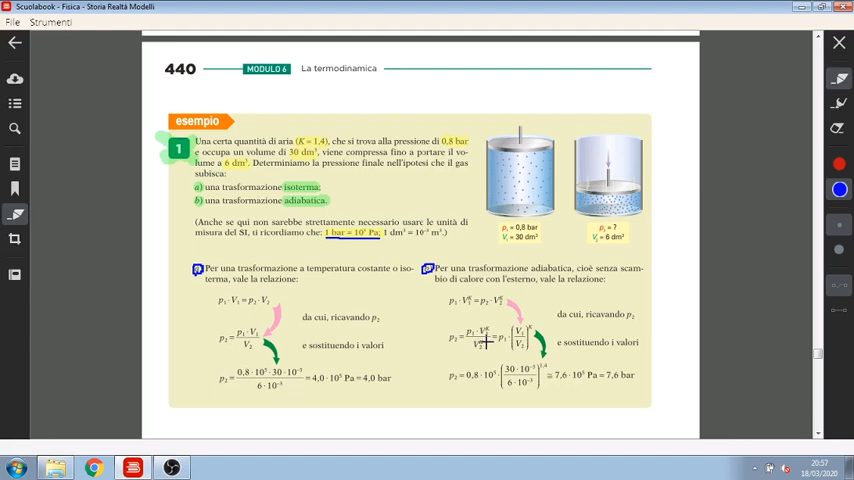 Scuolabook - Fisica - Storia Realtà Modelli
File Strumenti
440 MODULO 6 La termodinamica
esempio
1 Una certa quantità di aria (K = 1,4), che si trova alla pressione di 0,8 bar
e occupa un volume di 30 dm³, viene compressa fino a portare il vo-
lume a 6 dm³. Determiniamo la pressione finale nell'ipotesi che il gas
subisca:
a) una trasformazione isoterma;
b) una trasformazione adiabatica.
(Anche se qui non sarebbe strettamente necessario usare le unità di
misura del SI, ti ricordiamo che: 1 bar = 10⁵ Pa; 1 dm³ = 10⁻³ m³.)
p₁ = 0,8 bar
V₁ = 30 dm³
p₂ = ?
V₂ = 6 dm³
Per una trasformazione a temperatura costante o iso-
terma, vale la relazione:
p₁ · V₁ = p₂ · V₂
da cui, ricavando p₂
p₂ = p₁ · V₁ / V₂
e sostituendo i valori
p₂ = 0,8 · 10⁵ · 30 · 10⁻³ / 6 · 10⁻³ = 4,0 · 10⁵ Pa = 4,0 bar
Per una trasformazione adiabatica, cioè senza scam-
bio di calore con l'esterno, vale la relazione:
p₁ · V₁ᴷ = p₂ · V₂ᴷ
da cui, ricavando p₂
p₂ = p₁ · V₁ᴷ / V₂ᴷ = p₁ · (V₁ / V₂)ᴷ
e sostituendo i valori
p₂ = 0,8 · 10⁵ · (30 · 10⁻³ / 6 · 10⁻³)^1,4 ≅ 7,6 · 10⁵ Pa = 7,6 bar
20:57
18/03/2020